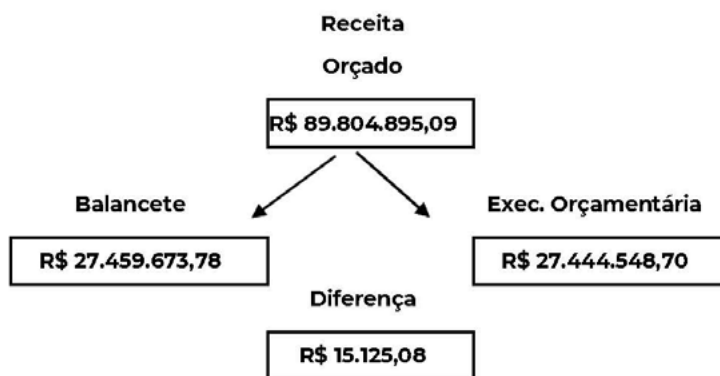 Receita
Orçado
R$ 89.804.895,09
Balancete
Exec. Orçamentária
R$ 27.459.673,78
R$ 27.444.548,70
Diferença
R$ 15.125,08